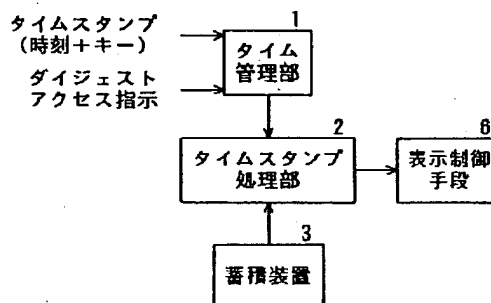 タイムスタンプ
(時刻+キー)
ダイジェスト
アクセス指示
1
タイム
管理部
2
タイムスタンプ
処理部
6
表示制御
手段
3
蓄積装置